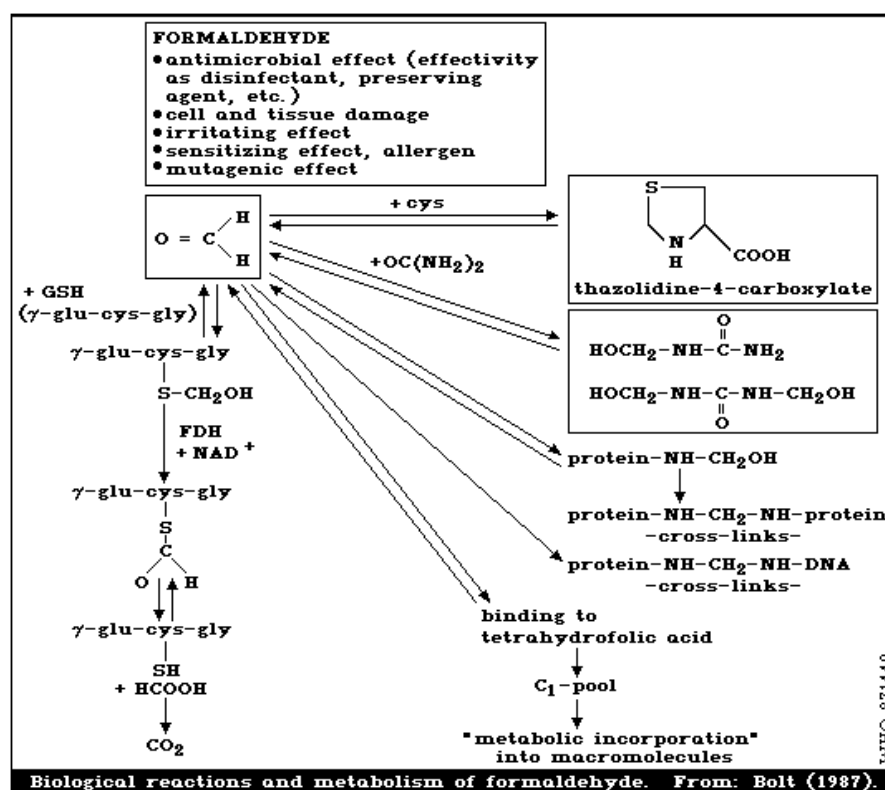 FORMALDEHYDE
•antimicrobial effect (effectivity
as disinfectant, preserving
agent, etc.)
•cell and tissue damage
•irritating effect
•sensitizing effect, allergen
•mutagenic effect
O = C
H
H
+ cys
+OC(NH₂)₂
S
N
H
COOH
thazolidine-4-carboxylate
+ GSH
(γ-glu-cys-gly)
γ-glu-cys-gly
S-CH₂OH
FDH
+ NAD⁺
γ-glu-cys-gly
S
C
O H
γ-glu-cys-gly
SH
+ HCOOH
CO₂
O
HOCH₂-NH-C-NH₂
HOCH₂-NH-C-NH-CH₂OH
O
protein-NH-CH₂OH
protein-NH-CH₂-NH-protein
-cross-links-
protein-NH-CH₂-NH-DNA
-cross-links-
binding to
tetrahydrofolic acid
C₁-pool
"metabolic incorporation"
into macromolecules
Biological reactions and metabolism of formaldehyde. From: Bolt (1987).